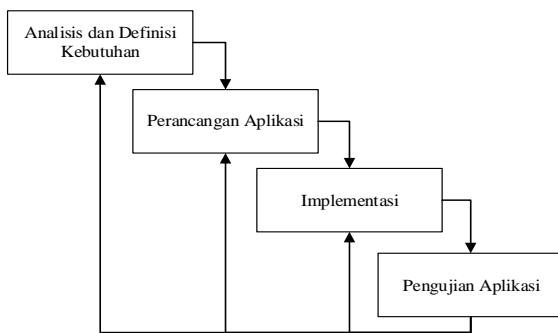 Analisis dan Definisi
Kebutuhan
Perancangan Aplikasi
Implementasi
Pengujian Aplikasi